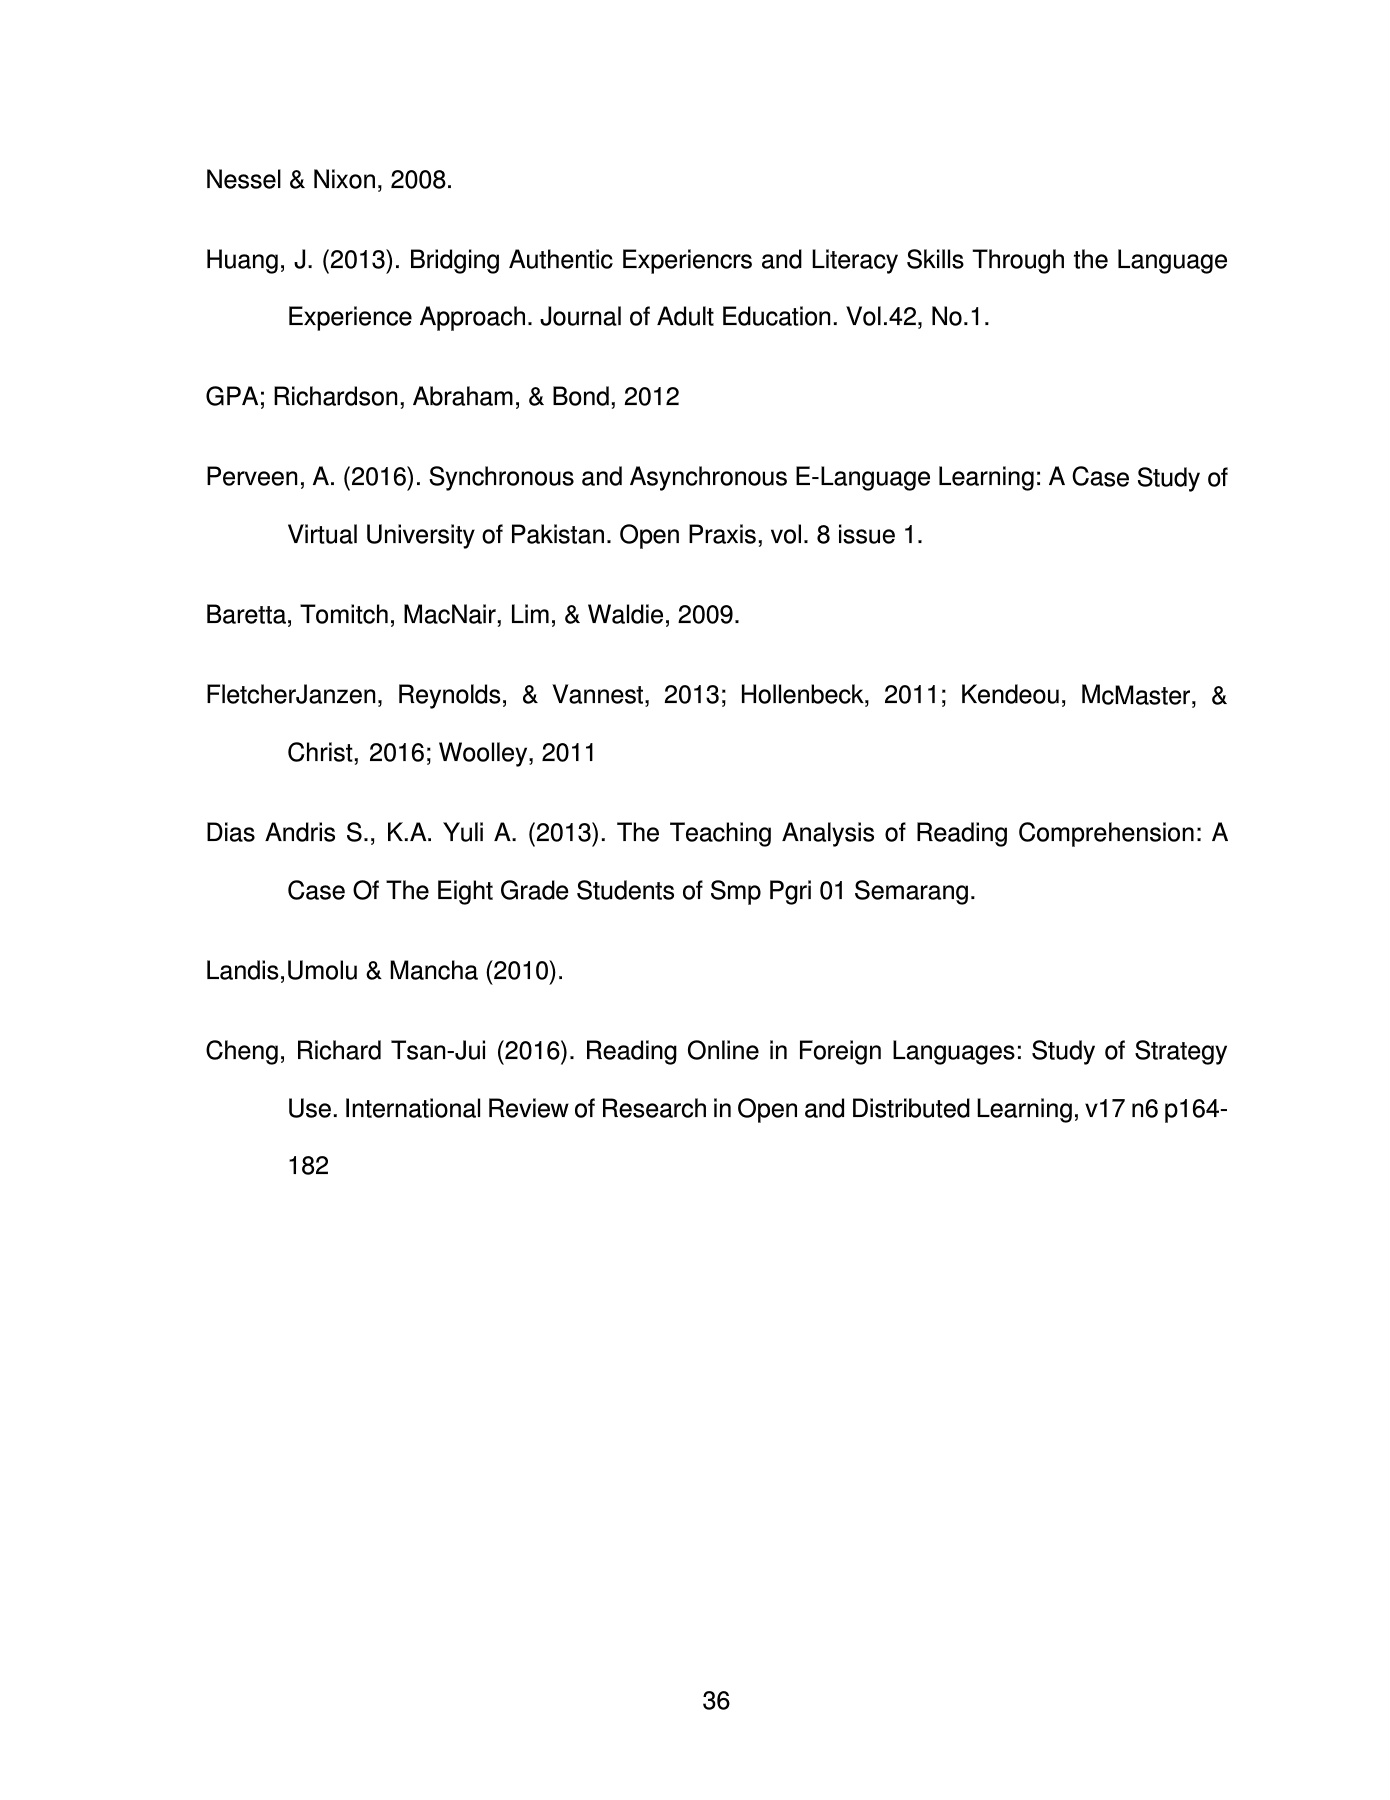 Nessel & Nixon, 2008.
Huang, J. (2013). Bridging Authentic Experiencrs and Literacy Skills Through the Language
Experience Approach. Journal of Adult Education. Vol.42, No.1.
GPA; Richardson, Abraham, & Bond, 2012
Perveen, A. (2016). Synchronous and Asynchronous E-Language Learning: A Case Study of
Virtual University of Pakistan. Open Praxis, vol. 8 issue 1.
Baretta, Tomitch, MacNair, Lim, & Waldie, 2009.
FletcherJanzen, Reynolds, & Vannest, 2013; Hollenbeck, 2011; Kendeou, McMaster, &
Christ, 2016; Woolley, 2011
Dias Andris S., K.A. Yuli A. (2013). The Teaching Analysis of Reading Comprehension: A
Case Of The Eight Grade Students of Smp Pgri 01 Semarang.
Landis,Umolu & Mancha (2010).
Cheng, Richard Tsan-Jui (2016). Reading Online in Foreign Languages: Study of Strategy
Use. International Review of Research in Open and Distributed Learning, v17 n6 p164-
182
36